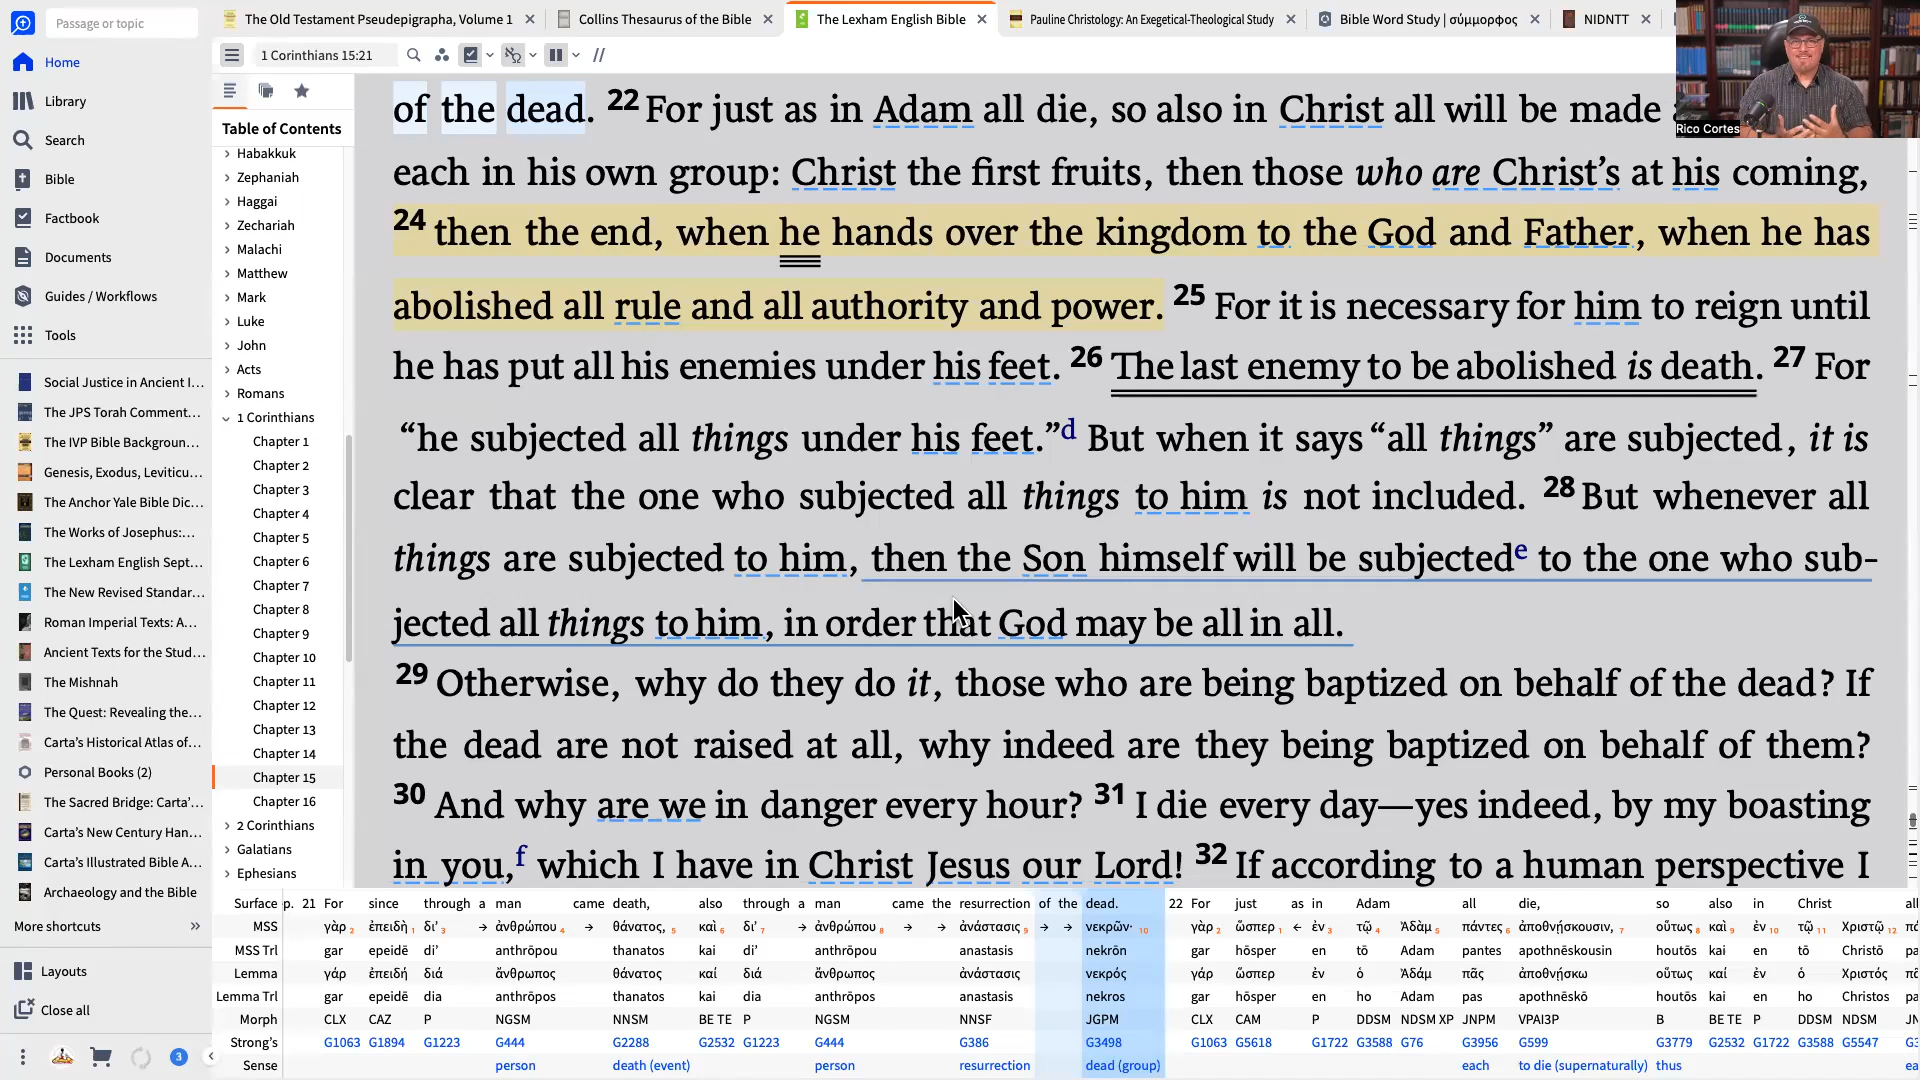 Passage or topic
The Old Testament Pseudepigrapha, Volume 1
Collins Thesaurus of the Bible
The Lexham English Bible
Pauline Christology: An Exegetical-Theological Study
Bible Word Study | σύμμορφος
NIDNTT
Home
Library
Search
Bible
Factbook
Documents
Guides / Workflows
Tools
Social Justice in Ancient I...
The JPS Torah Comment...
The IVP Bible Backgroun...
Genesis, Exodus, Leviticu...
The Anchor Yale Bible Dic...
The Works of Josephus:...
The Lexham English Sept...
The New Revised Standar...
Roman Imperial Texts: A...
Ancient Texts for the Stud...
The Mishnah
The Quest: Revealing the...
Carta's Historical Atlas of...
Personal Books (2)
The Sacred Bridge: Carta'...
Carta's New Century Han...
Carta's Illustrated Bible A...
Archaeology and the Bible
More shortcuts
Layouts
Close all
3
1 Corinthians 15:21
Table of Contents
Habakkuk
Zephaniah
Haggai
Zechariah
Malachi
Matthew
Mark
Luke
John
Acts
Romans
1 Corinthians
Chapter 1
Chapter 2
Chapter 3
Chapter 4
Chapter 5
Chapter 6
Chapter 7
Chapter 8
Chapter 9
Chapter 10
Chapter 11
Chapter 12
Chapter 13
Chapter 14
Chapter 15
Chapter 16
2 Corinthians
Galatians
Ephesians
Rico Cortes
of the dead. 22 For just as in Adam all die, so also in Christ all will be made
each in his own group: Christ the first fruits, then those who are Christ's at his coming,
24 then the end, when he hands over the kingdom to the God and Father, when he has
abolished all rule and all authority and power. 25 For it is necessary for him to reign until
he has put all his enemies under his feet. 26 The last enemy to be abolished is death. 27 For
“he subjected all things under his feet.”d But when it says “all things” are subjected, it is
clear that the one who subjected all things to him is not included. 28 But whenever all
things are subjected to him, then the Son himself will be subjectede to the one who sub-
jected all things to him, in order that God may be all in all.
29 Otherwise, why do they do it, those who are being baptized on behalf of the dead? If
the dead are not raised at all, why indeed are they being baptized on behalf of them?
30 And why are we in danger every hour? 31 I die every day—yes indeed, by my boasting
in you,f which I have in Christ Jesus our Lord! 32 If according to a human perspective I
Surface p. 21 For since through a man came death, also through a man came the resurrection of the dead. 22 For just as in Adam all die, so also in Christ all
MSS γὰρ 2 ἐπειδὴ 1 δι’ 3 → ἀνθρώπου 4 → θάνατος, 5 καὶ 6 δι’ 7 → ἀνθρώπου 8 → → ἀνάστασις 9 → → νεκρῶν· 10 γὰρ 2 ὥσπερ 1 ← ἐν 3 τῷ 4 Ἀδὰμ 5 πάντες 6 ἀποθνῄσκουσιν, 7 οὕτως 8 καὶ 9 ἐν 10 τῷ 11 Χριστῷ 12
MSS Trl gar epeidē di’ anthrōpou thanatos kai di’ anthrōpou anastasis nekrōn gar hōsper en tō Adam pantes apothnēskousin houtōs kai en tō Christō pa
Lemma γάρ ἐπειδή διά ἄνθρωπος θάνατος καί διά ἄνθρωπος ἀνάστασις νεκρός γάρ ὥσπερ ἐν ὁ Ἀδάμ πᾶς ἀποθνῄσκω οὕτως καί ἐν ὁ Χριστός
Lemma Trl gar epeidē dia anthrōpos thanatos kai dia anthrōpos anastasis nekros gar hōsper en ho Adam pas apothnēskō houtōs kai en ho Christos pa
Morph CLX CAZ P NGSM NNSM BE TE P NGSM NNSF JGPM CLX CAM P DDSM NDSM XP JNPM VPAI3P B BE TE P DDSM NDSM JN
Strong's G1063 G1894 G1223 G444 G2288 G2532 G1223 G444 G386 G3498 G1063 G5618 G1722 G3588 G76 G3956 G599 G3779 G2532 G1722 G3588 G5547 G3
Sense person death (event) person resurrection dead (group) each to die (supernaturally) thus ea